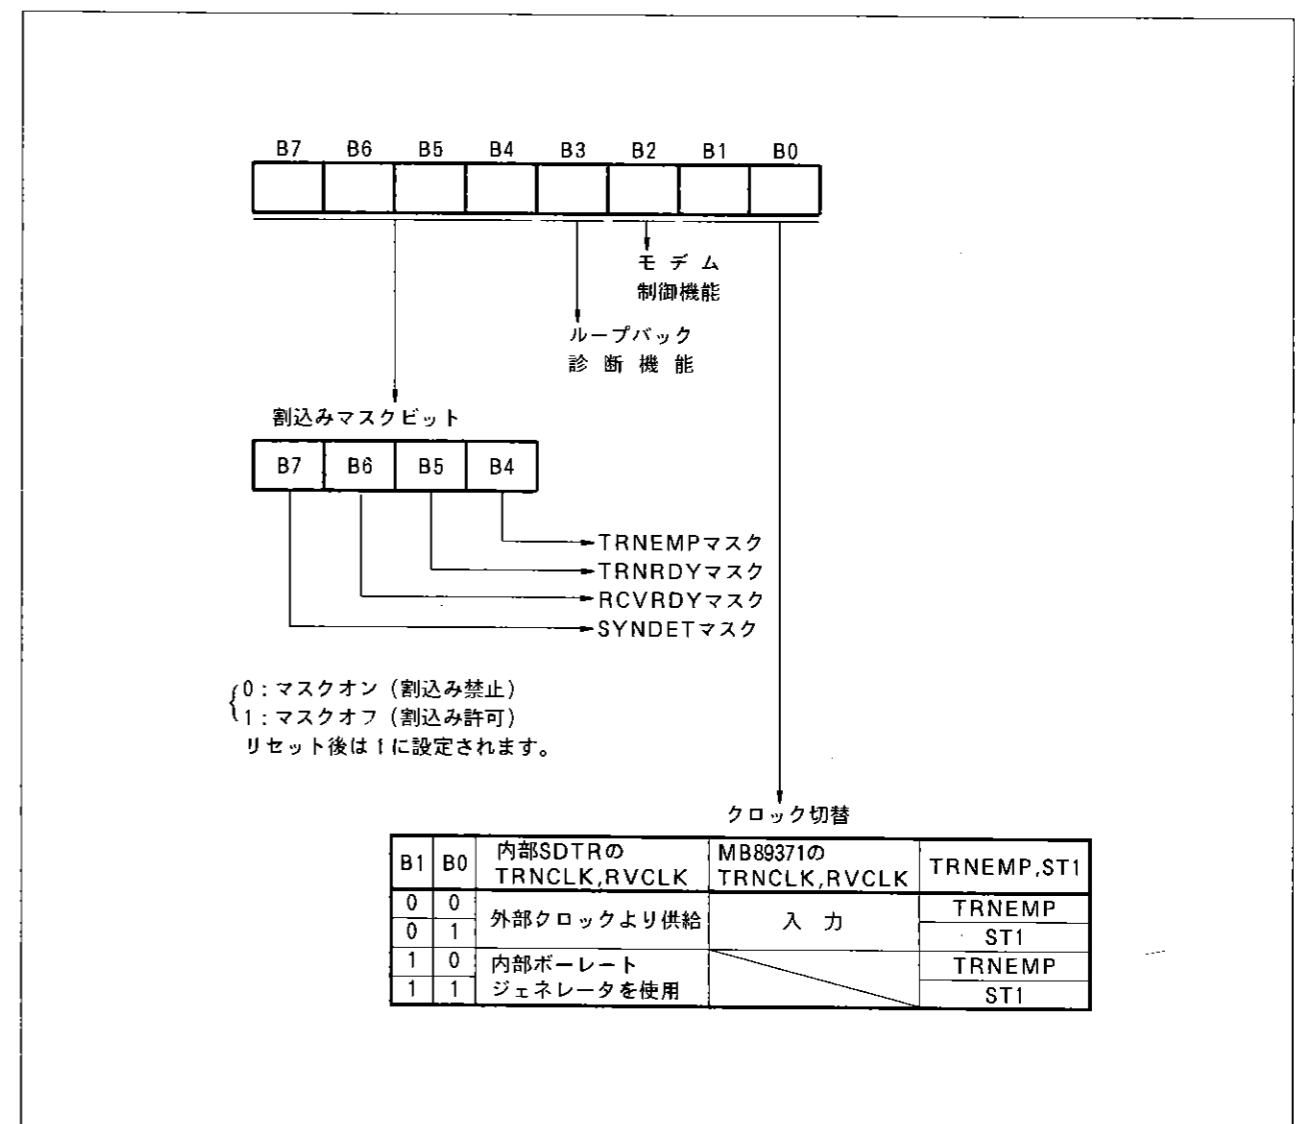 B7 B6 B5 B4 B3 B2 B1 B0
モデム
制御機能
ループバック
診断機能
割込みマスクビット
B7 B6 B5 B4
TRNEMPマスク
TRNRDYマスク
RCVRDYマスク
SYNDETマスク
0:マスクオン(割込み禁止)
1:マスクオフ(割込み許可)
リセット後は1に設定されます。
クロック切替
B1 B0 内部SDTRの TRNCLK,RVCLK MB89371の TRNCLK,RVCLK TRNEMP,ST1
0 0 外部クロックより供給 入力 TRNEMP
0 1 ST1
1 0 内部ボーレート TRNEMP
1 1 ジェネレータを使用 ST1